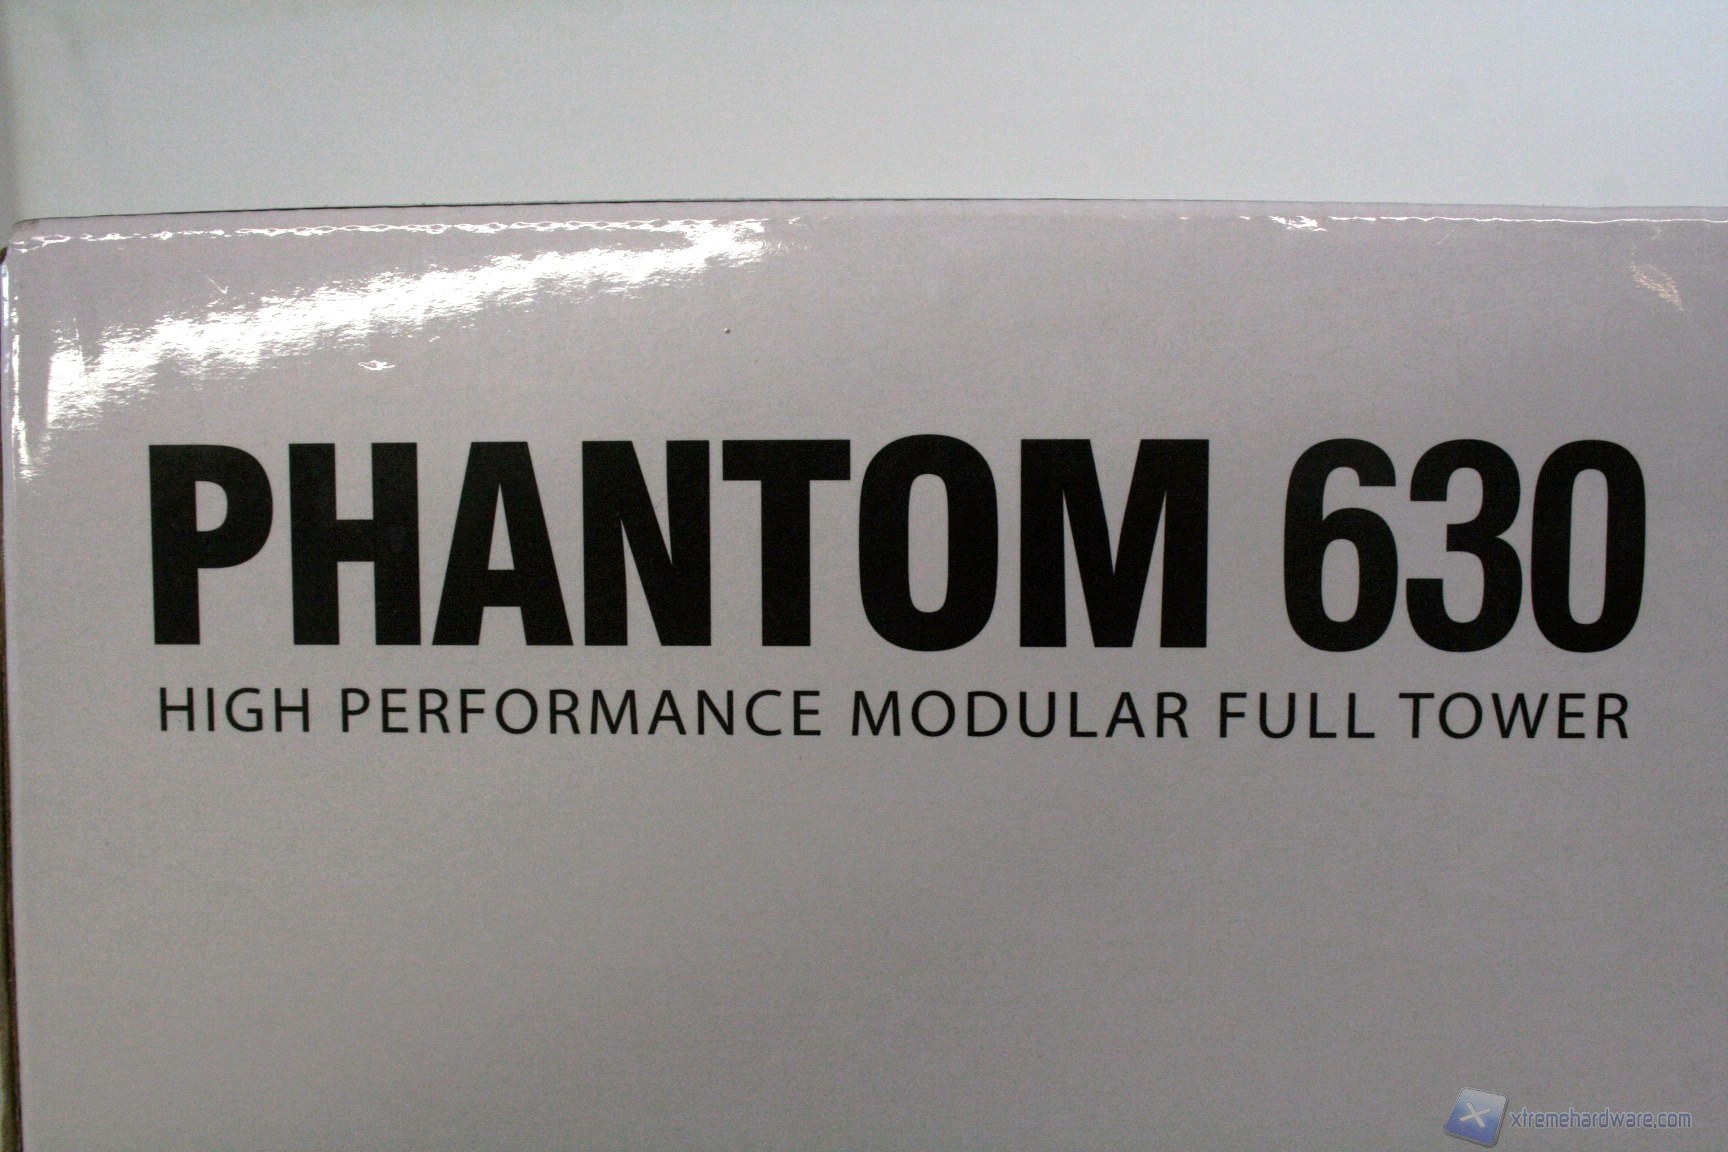 PHANTOM 630
HIGH PERFORMANCE MODULAR FULL TOWER
xtremehardware.com